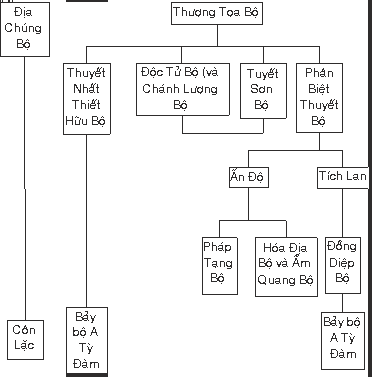 Địa
Chúng
Bộ
Thượng Tọa Bộ
Thuyết
Nhất
Thiết
Hữu Bộ
Độc Tử Bộ (và
Chánh Lượng
Bộ
Tuyết
Sơn
Bộ
Phân
Biệt
Thuyết
Bộ
Ấn Độ
Tích Lan
Pháp
Tạng
Bộ
Hóa Địa
Bộ và Ẩm
Quang Bộ
Đồng
Diệp
Bộ
Cồn
Lặc
Bảy
bộ A
Tỳ
Đàm
Bảy bộ
A Tỳ
Đàm